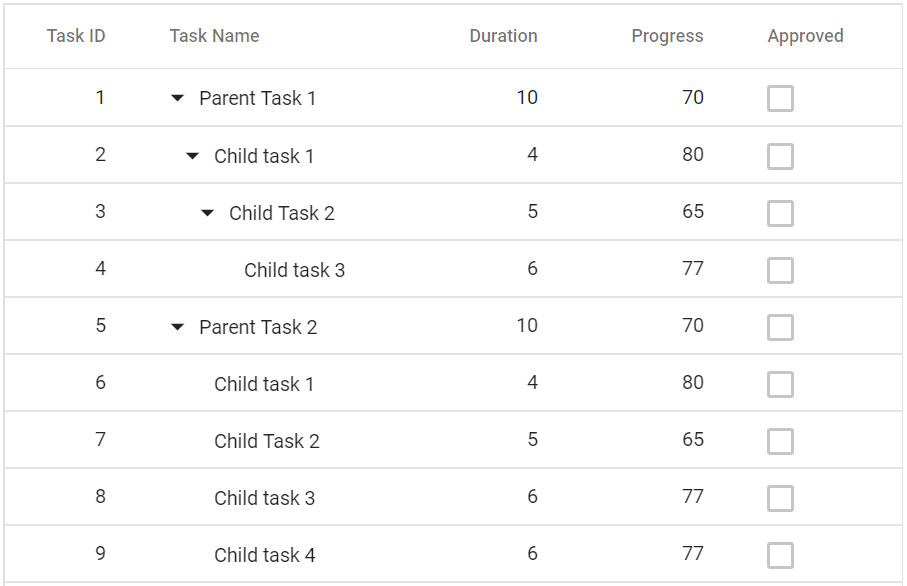 Task ID Task Name Duration Progress Approved
1 Parent Task 1 10 70
2 Child task 1 4 80
3 Child Task 2 5 65
4 Child task 3 6 77
5 Parent Task 2 10 70
6 Child task 1 4 80
7 Child Task 2 5 65
8 Child task 3 6 77
9 Child task 4 6 77